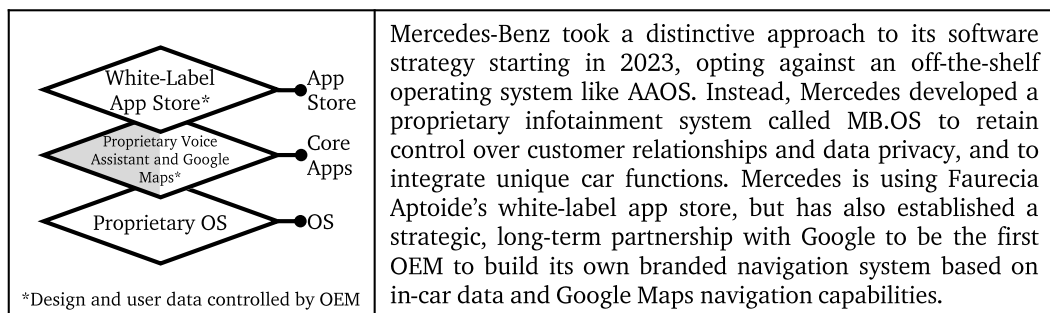 White-Label
App Store*
App
Store
Proprietary Voice
Assistant and Google
Maps*
Core
Apps
Proprietary OS
OS
*Design and user data controlled by OEM
Mercedes-Benz took a distinctive approach to its software
strategy starting in 2023, opting against an off-the-shelf
operating system like AAOS. Instead, Mercedes developed a
proprietary infotainment system called MB.OS to retain
control over customer relationships and data privacy, and to
integrate unique car functions. Mercedes is using Faurecia
Aptoide’s white-label app store, but has also established a
strategic, long-term partnership with Google to be the first
OEM to build its own branded navigation system based on
in-car data and Google Maps navigation capabilities.